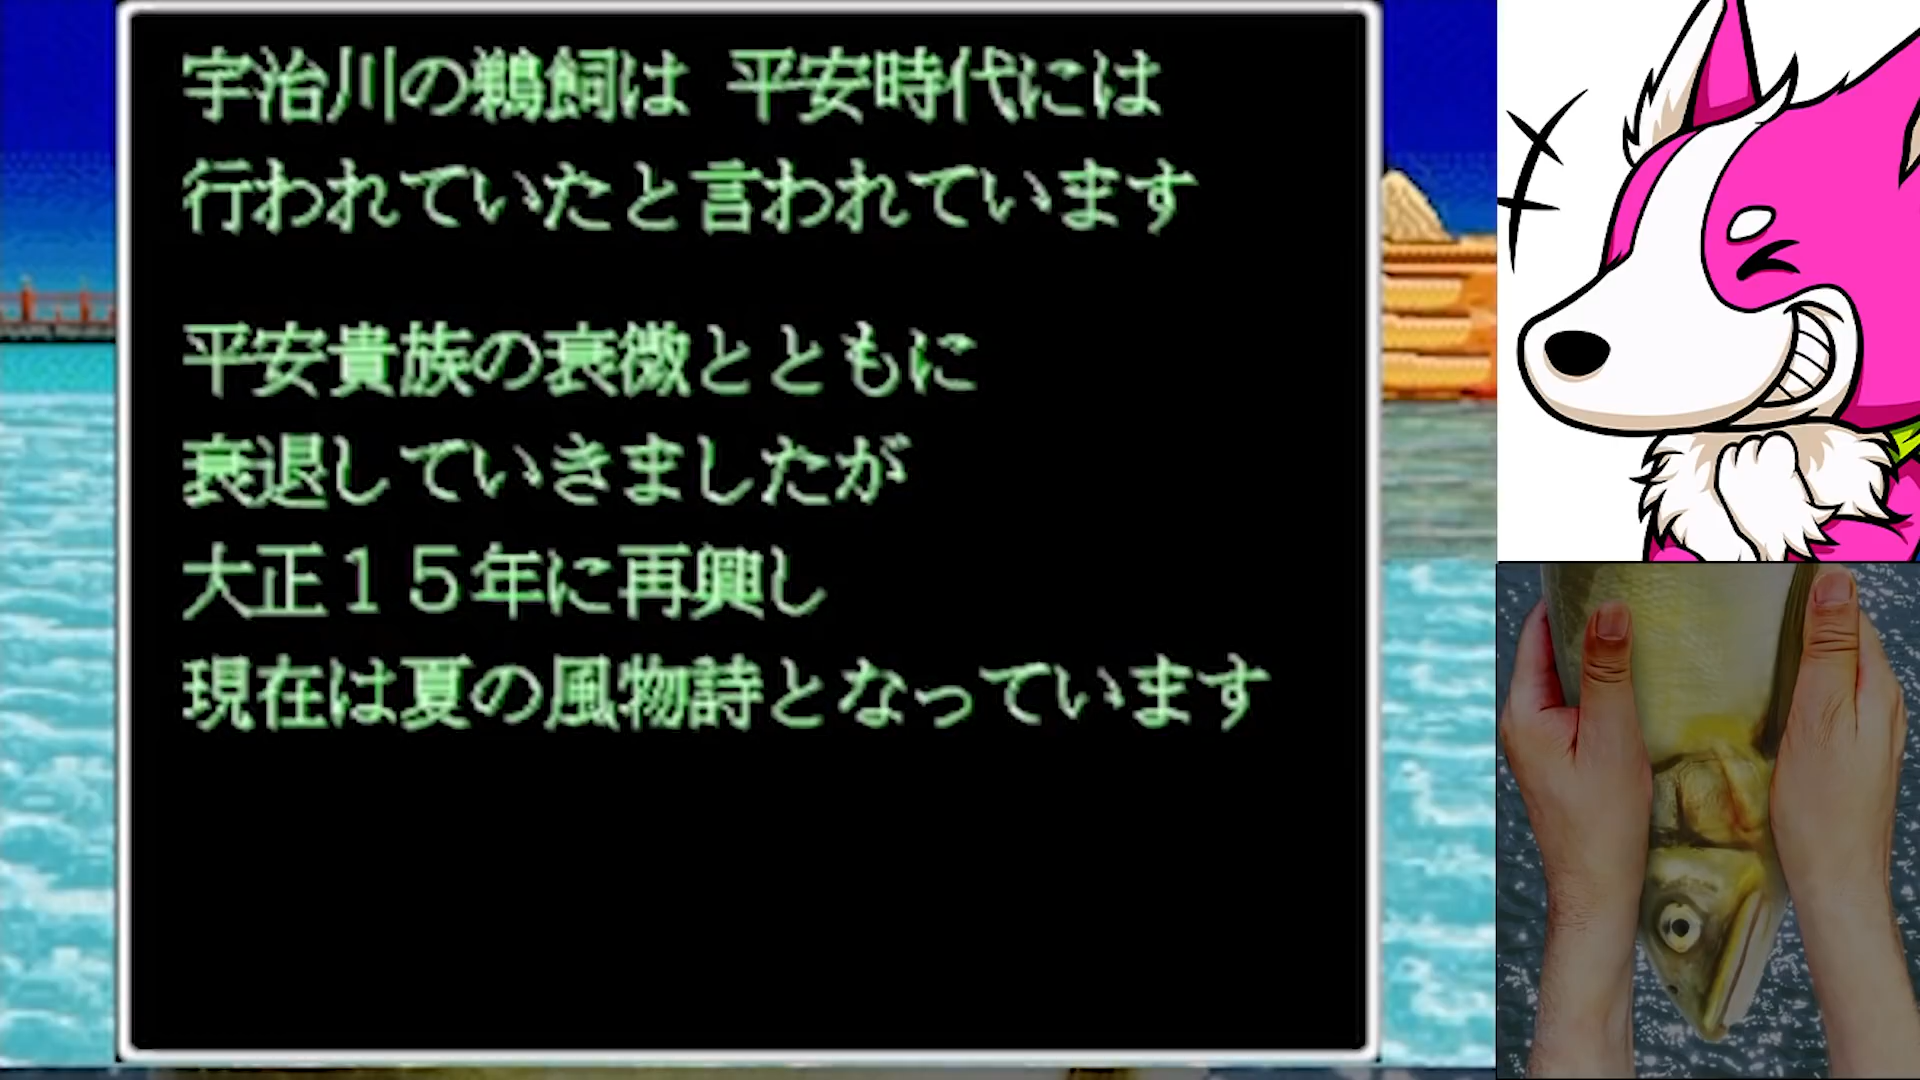 宇治川の鵜飼は 平安時代には
行われていたと言われています
平安貴族の衰微とともに
衰退していきましたが
大正１５年に再興し
現在は夏の風物詩となっています